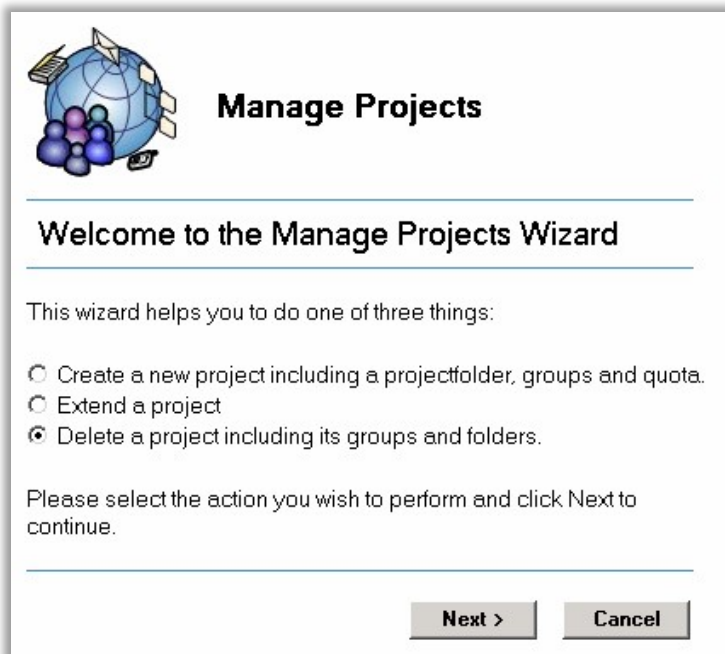 Manage Projects
Welcome to the Manage Projects Wizard
This wizard helps you to do one of three things:
Create a new project including a projectfolder, groups and quota.
Extend a project
Delete a project including its groups and folders.
Please select the action you wish to perform and click Next to
continue.
Next >
Cancel